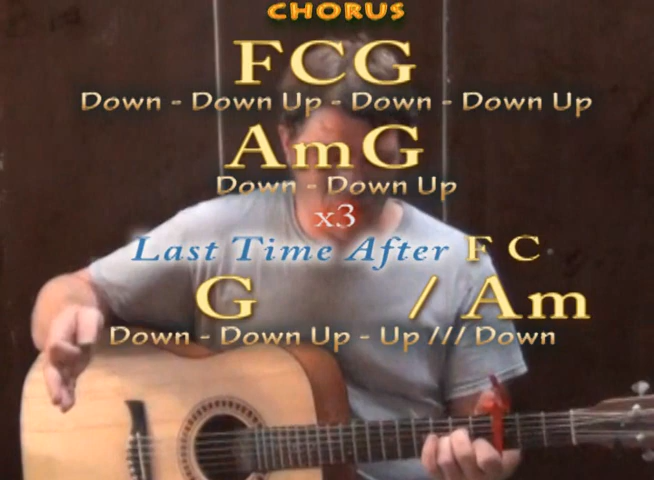 CHORUS
FCG
Down - Down Up - Down - Down Up
AmG
Down - Down Up
x3
Last Time After F C
G / Am
Down - Down Up - Up /// Down